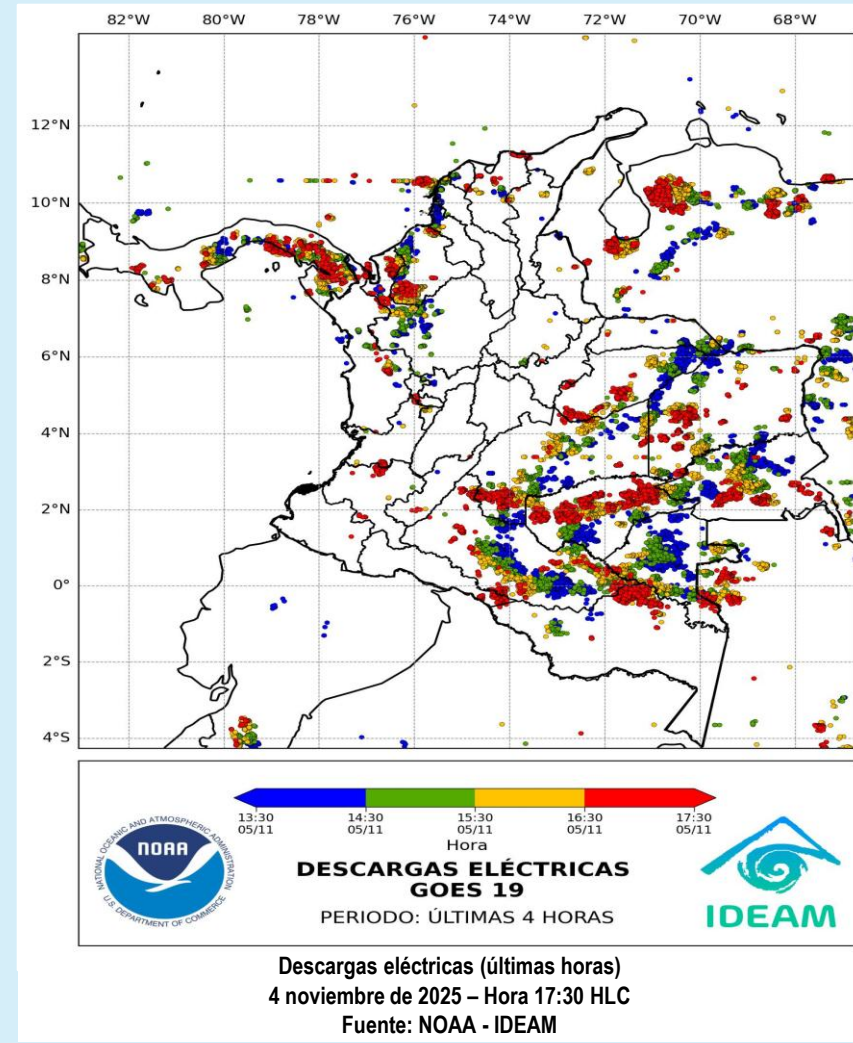 82°W 80°W 78°W 76°W 74°W 72°W 70°W 68°W
12°N
10°N
8°N
6°N
4°N
2°N
0°
2°S
4°S
13:30 14:30 15:30 16:30 17:30
05/11 05/11 05/11 05/11 05/11
Hora
NATIONAL OCEANIC AND ATMOSPHERIC ADMINISTRATION
NOAA
U.S. DEPARTMENT OF COMMERCE
DESCARGAS ELÉCTRICAS
GOES 19
PERIODO: ÚLTIMAS 4 HORAS
IDEAM
Descargas eléctricas (últimas horas)
4 noviembre de 2025 – Hora 17:30 HLC
Fuente: NOAA - IDEAM